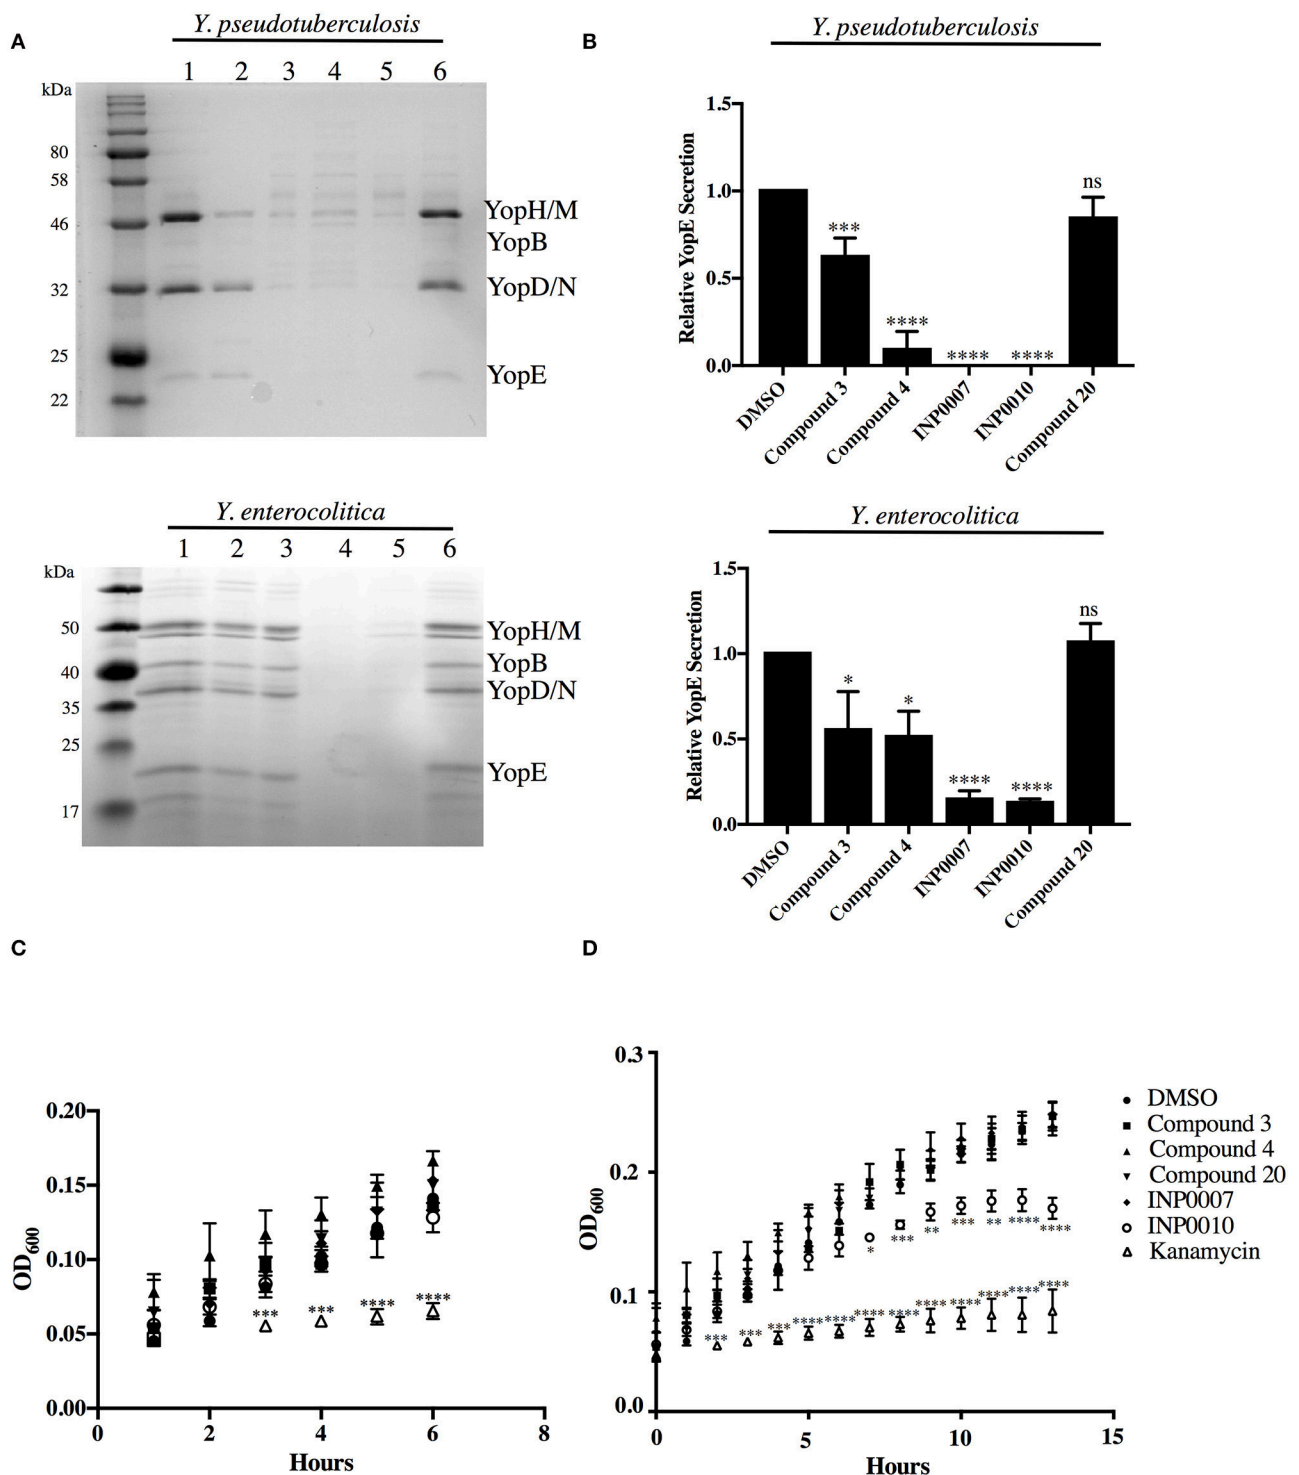 A
Y. pseudotuberculosis
1 2 3 4 5 6
kDa
80
58
46
32
25
22
YopH/M
YopB
YopD/N
YopE
Y. enterocolitica
1 2 3 4 5 6
kDa
50
40
35
25
17
YopH/M
YopB
YopD/N
YopE
B
Y. pseudotuberculosis
Relative YopE Secretion
1.5
1.0
0.5
0.0
***
****
****
****
ns
DMSO
Compound 3
Compound 4
INP0007
INP0010
Compound 20
Y. enterocolitica
Relative YopE Secretion
1.5
1.0
0.5
0.0
*
*
****
****
ns
DMSO
Compound 3
Compound 4
INP0007
INP0010
Compound 20
C
OD600
0.20
0.15
0.10
0.05
0.00
*** *** **** ****
0 2 4 6 8
Hours
D
OD600
0.3
0.2
0.1
0.0
* *** ** *** ** **** ****
*** *** *** **** **** **** **** **** **** **** **** ****
0 5 10 15
Hours
DMSO
Compound 3
Compound 4
Compound 20
INP0007
INP0010
Kanamycin